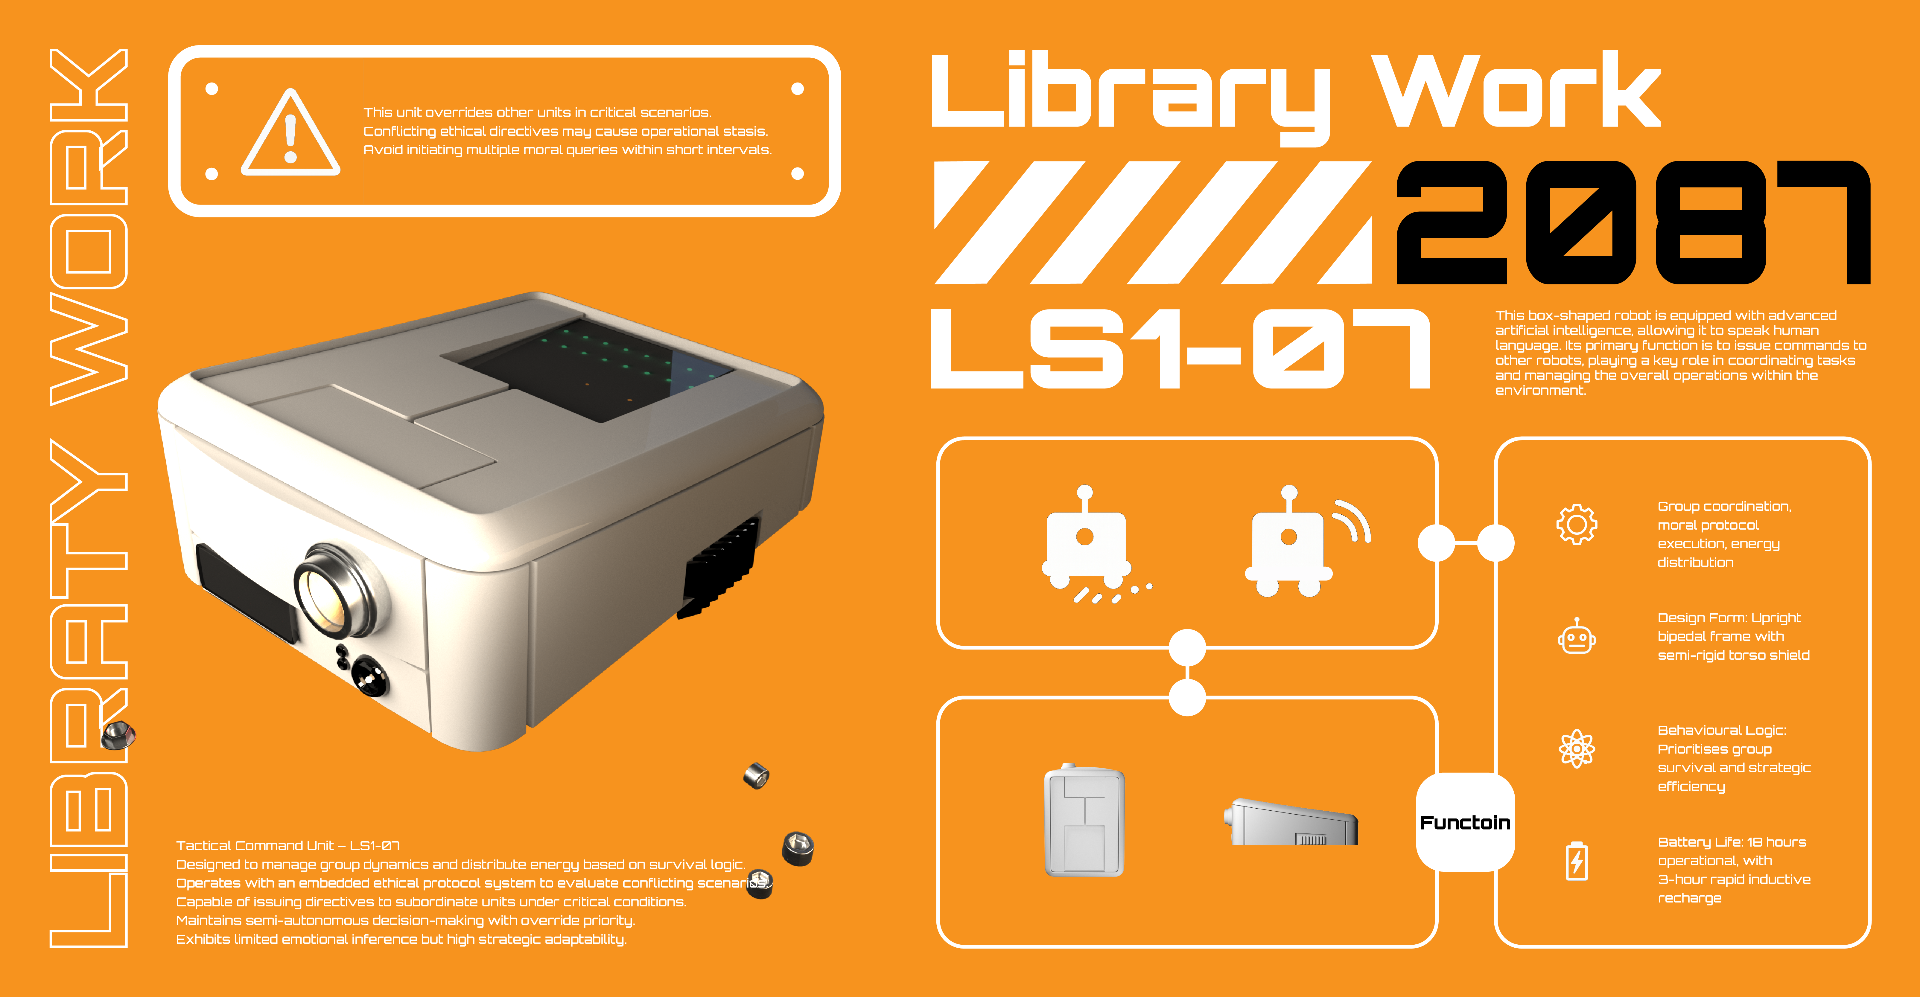 LIBRATY WORK
This unit overrides other units in critical scenarios.
Conflicting ethical directives may cause operational stasis.
Avoid initiating multiple moral queries within short intervals.
Tactical Command Unit – LS1-07
Designed to manage group dynamics and distribute energy based on survival logic.
Operates with an embedded ethical protocol system to evaluate conflicting scenarios.
Capable of issuing directives to subordinate units under critical conditions.
Maintains semi-autonomous decision-making with override priority.
Exhibits limited emotional inference but high strategic adaptability.
Library Work
2087
LS1-07
This box-shaped robot is equipped with advanced
artificial intelligence, allowing it to speak human
language. Its primary function is to issue commands to
other robots, playing a key role in coordinating tasks
and managing the overall operations within the
environment.
Group coordination,
moral protocol
execution, energy
distribution
Design Form: Upright
bipedal frame with
semi-rigid torso shield
Behavioural Logic:
Prioritises group
survival and strategic
efficiency
Functoin
Battery Life: 18 hours
operational, with
3-hour rapid inductive
recharge